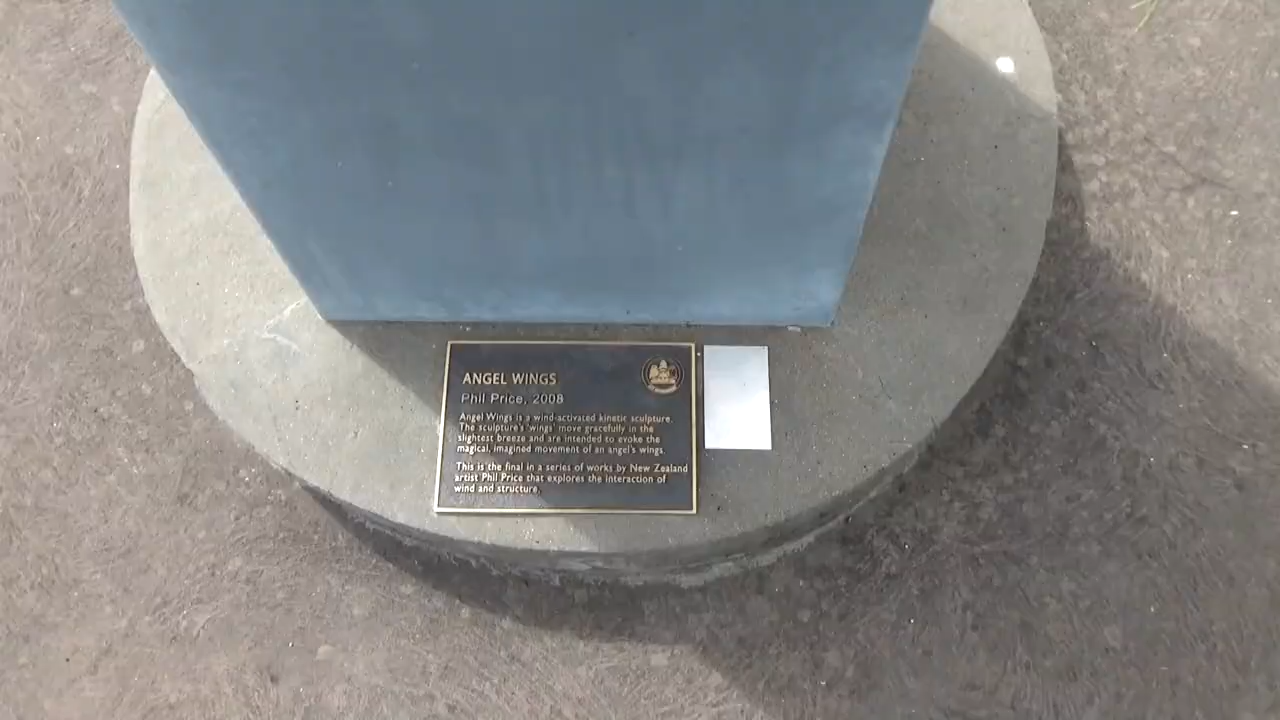 ANGEL WINGS
Phil Price, 2008
Angel Wings is a wind-activated kinetic sculpture.
The sculpture's 'wings' move gracefully in the
slightest breeze and are intended to evoke the
magical, imagined movement of an angel's wings.
This is the final in a series of works by New Zealand
artist Phil Price that explores the interaction of
wind and structure.